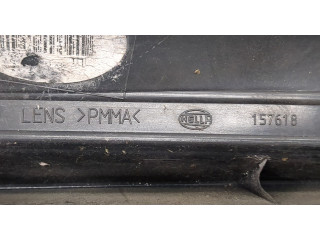 LENS >PMMA< HELLA 157618